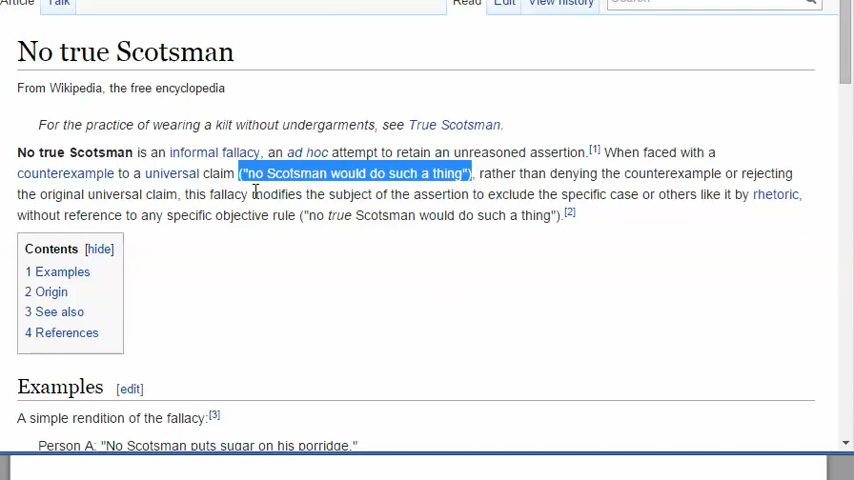 Article Talk Read Edit View history Search
No true Scotsman
From Wikipedia, the free encyclopedia
For the practice of wearing a kilt without undergarments, see True Scotsman.
No true Scotsman is an informal fallacy, an ad hoc attempt to retain an unreasoned assertion.[1] When faced with a
counterexample to a universal claim ("no Scotsman would do such a thing"), rather than denying the counterexample or rejecting
the original universal claim, this fallacy modifies the subject of the assertion to exclude the specific case or others like it by rhetoric,
without reference to any specific objective rule ("no true Scotsman would do such a thing").[2]
Contents [hide]
1 Examples
2 Origin
3 See also
4 References
Examples [edit]
A simple rendition of the fallacy:[3]
Person A: "No Scotsman puts sugar on his porridge."